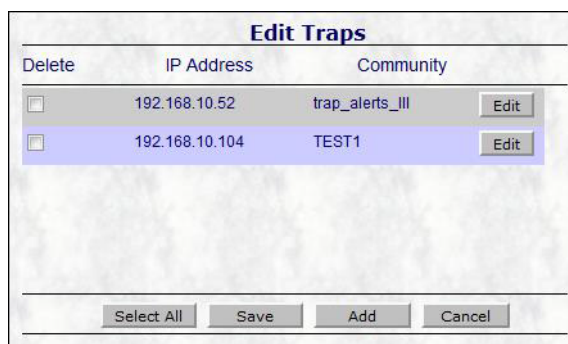 Edit Traps
Delete IP Address Community
192.168.10.52 trap_alerts_III Edit
192.168.10.104 TEST1 Edit
Select All Save Add Cancel